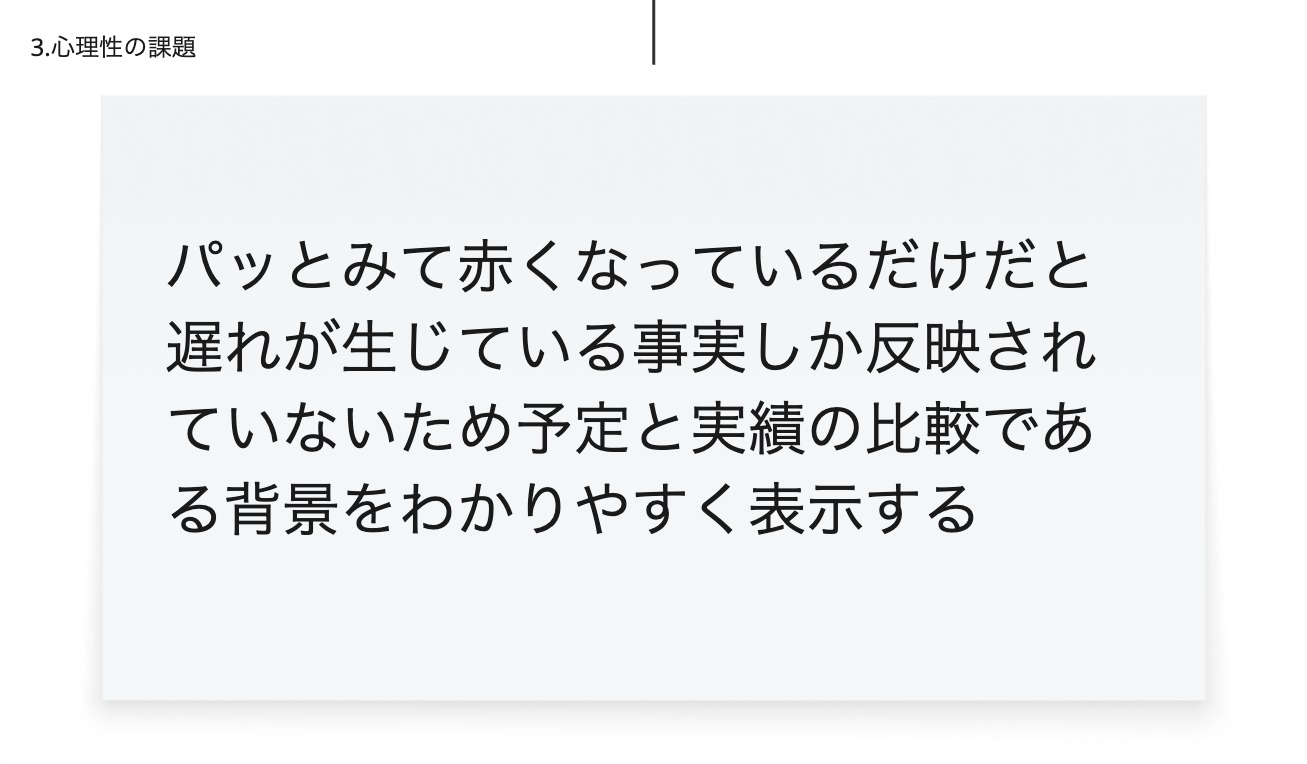 3.心理性の課題
パッとみて赤くなっているだけだと
遅れが生じている事実しか反映され
ていないため予定と実績の比較であ
る背景をわかりやすく表示する